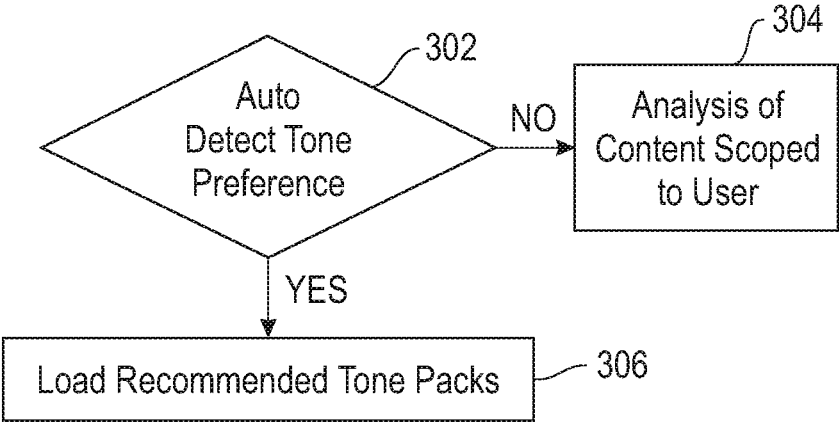 302
Auto
Detect Tone
Preference
NO
304
Analysis of
Content Scoped
to User
YES
Load Recommended Tone Packs
306